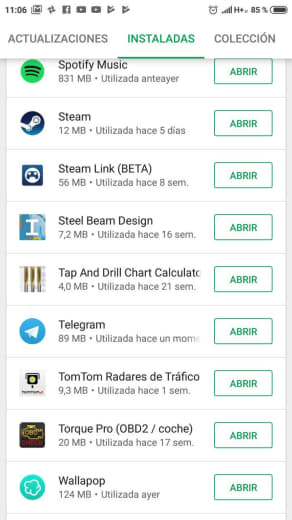 11:06 H+ 85 %
ACTUALIZACIONES INSTALADAS COLECCIÓN
Spotify Music
831 MB • Utilizada anteayer
ABRIR
Steam
12 MB • Utilizada hace 5 días
ABRIR
Steam Link (BETA)
56 MB • Utilizada hace 8 sem.
ABRIR
Steel Beam Design
7,2 MB • Utilizada hace 16 sem.
ABRIR
Tap And Drill Chart Calculato
4,0 MB • Utilizada hace 21 sem.
ABRIR
Telegram
89 MB • Utilizada hace un mome
ABRIR
TomTom Radares de Tráfico
9,3 MB • Utilizada hace 1 sem.
ABRIR
Torque Pro (OBD2 / coche)
20 MB • Utilizada hace 17 sem.
ABRIR
Wallapop
124 MB • Utilizada ayer
ABRIR